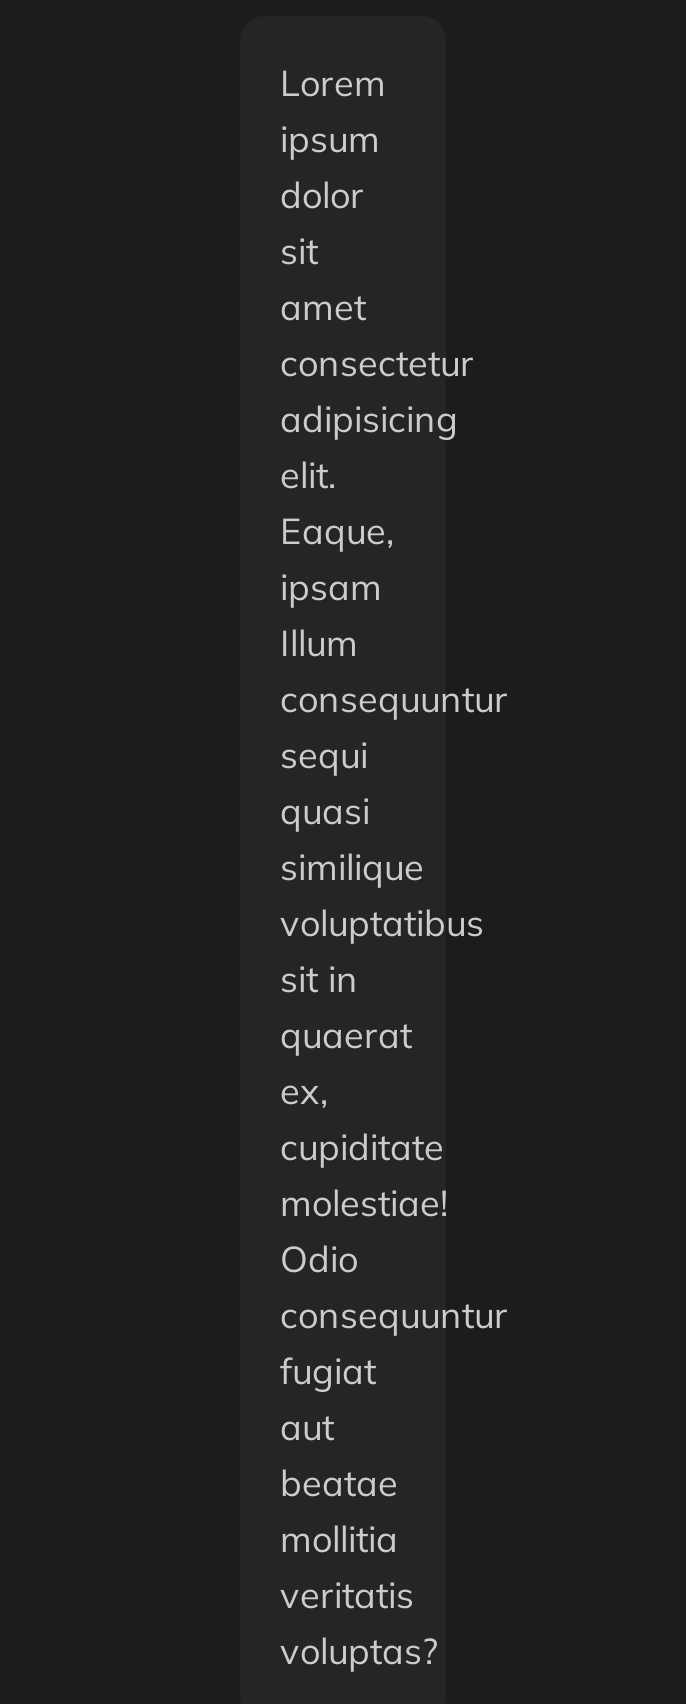 Lorem
ipsum
dolor
sit
amet
consectetur
adipisicing
elit.
Eaque,
ipsam
Illum
consequuntur
sequi
quasi
similique
voluptatibus
sit in
quaerat
ex,
cupiditate
molestiae!
Odio
consequuntur
fugiat
aut
beatae
mollitia
veritatis
voluptas?